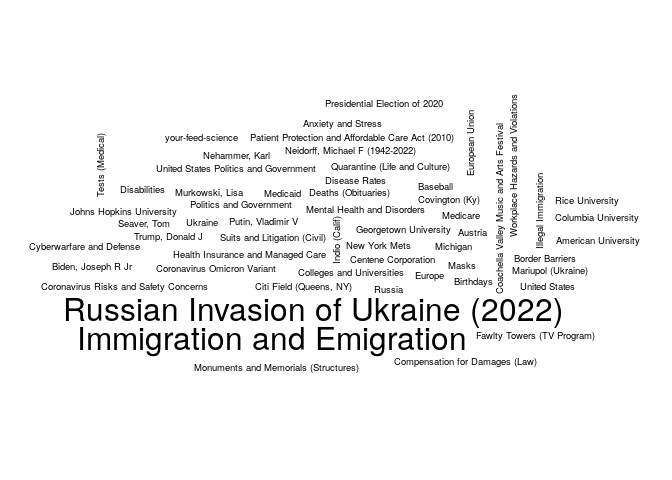 Presidential Election of 2020
Anxiety and Stress
your-feed-science
Patient Protection and Affordable Care Act (2010)
Nehammer, Karl
Neidorff, Michael F (1942-2022)
United States Politics and Government
Quarantine (Life and Culture)
Tests (Medical)
European Union
Coachella Valley Music and Arts Festival
Workplace Hazards and Violations
Illegal Immigration
Disease Rates
Disabilities
Murkowski, Lisa
Medicaid
Deaths (Obituaries)
Baseball
Covington (Ky)
Rice University
Politics and Government
Johns Hopkins University
Mental Health and Disorders
Medicare
Columbia University
Seaver, Tom
Ukraine
Putin, Vladimir V
Indio (Calif)
Georgetown University
Austria
Trump, Donald J
Suits and Litigation (Civil)
American University
Cyberwarfare and Defense
New York Mets
Michigan
Health Insurance and Managed Care
Centene Corporation
Border Barriers
Biden, Joseph R Jr
Coronavirus Omicron Variant
Masks
Colleges and Universities
Europe
Mariupol (Ukraine)
Birthdays
Coronavirus Risks and Safety Concerns
Citi Field (Queens, NY)
Russia
United States
Russian Invasion of Ukraine (2022)
Immigration and Emigration
Fawlty Towers (TV Program)
Compensation for Damages (Law)
Monuments and Memorials (Structures)